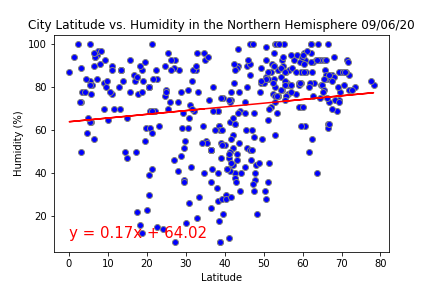 City Latitude vs. Humidity in the Northern Hemisphere 09/06/20
100
80
60
40
20
Humidity (%)
y = 0.17x + 64.02
0 10 20 30 40 50 60 70 80
Latitude